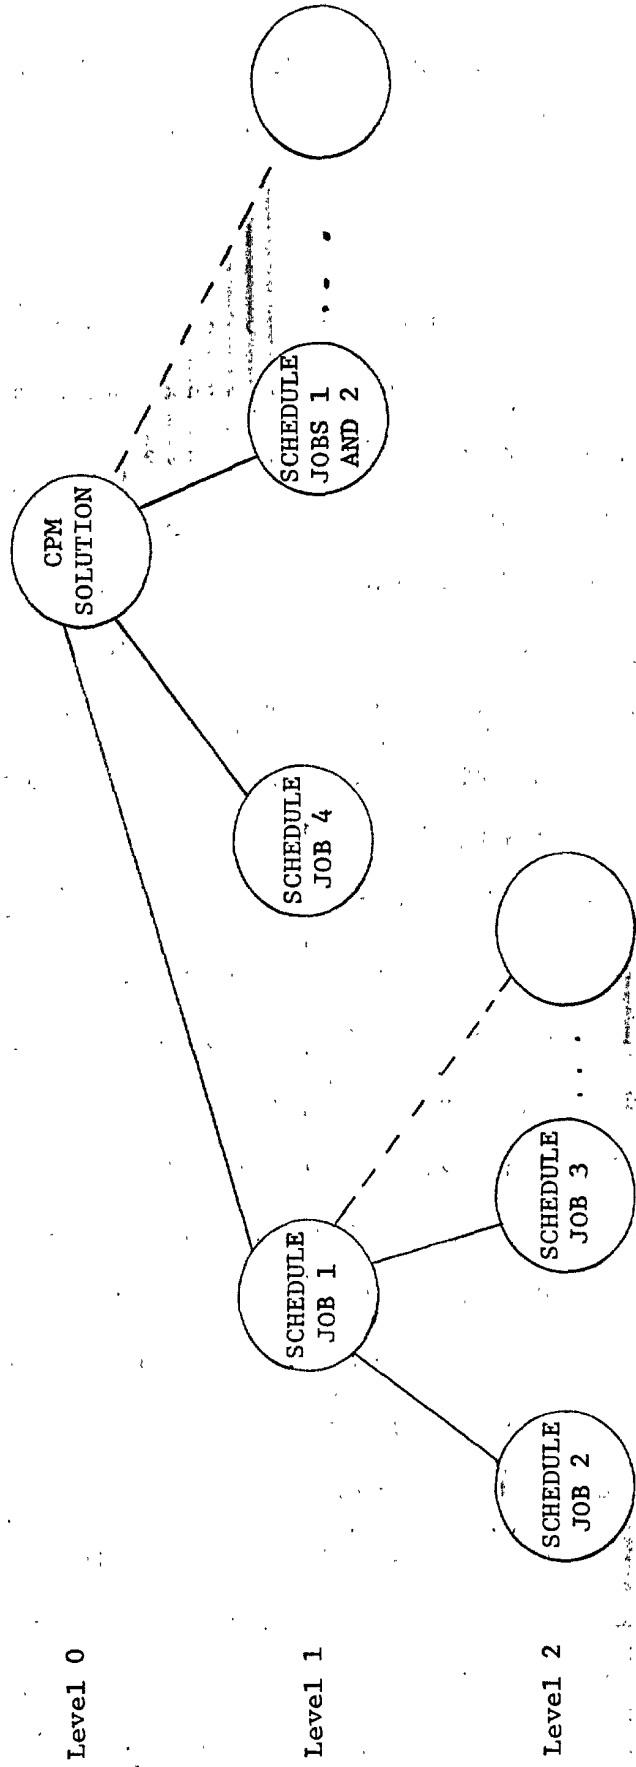 Level 0
CPM
SOLUTION
Level 1
SCHEDULE
JOB 1
SCHEDULE
JOB 4
SCHEDULE
JOBS 1
AND 2
. . .
Level 2
SCHEDULE
JOB 2
SCHEDULE
JOB 3
. . .